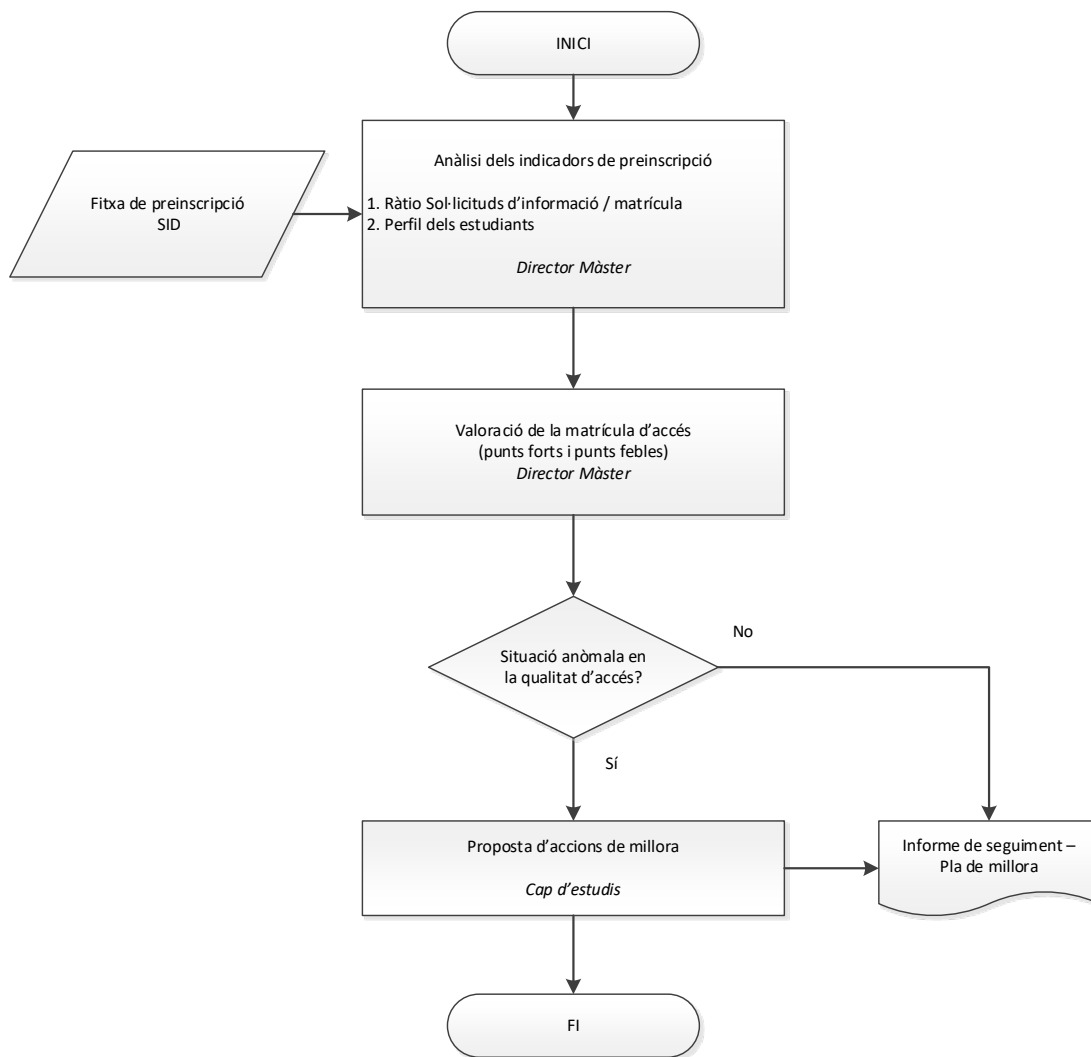 INICI
Fitxa de preinscripció
SID
Anàlisi dels indicadors de preinscripció
1. Ràtio Sol·licituds d’informació / matrícula
2. Perfil dels estudiants
Director Màster
Valoració de la matrícula d’accés
(punts forts i punts febles)
Director Màster
Situació anòmala en
la qualitat d’accés?
No
Sí
Proposta d’accions de millora
Cap d’estudis
Informe de seguiment –
Pla de millora
FI